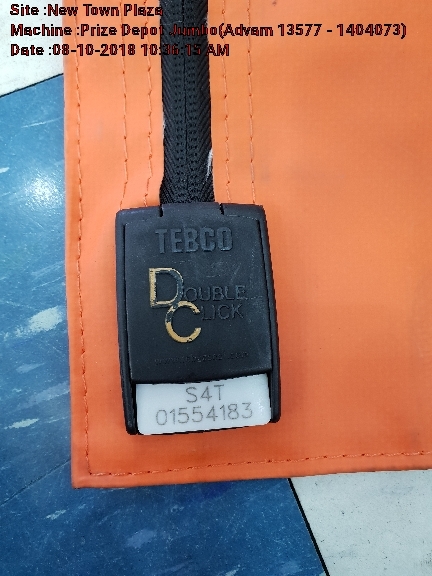 Site :New Town Plaza
Machine :Prize Depot Jumbo(Advam 13577 - 1404073)
Date :08-10-2018 10:36:15 AM
TEBCO
DOUBLE
CLICK
S4T
01554183